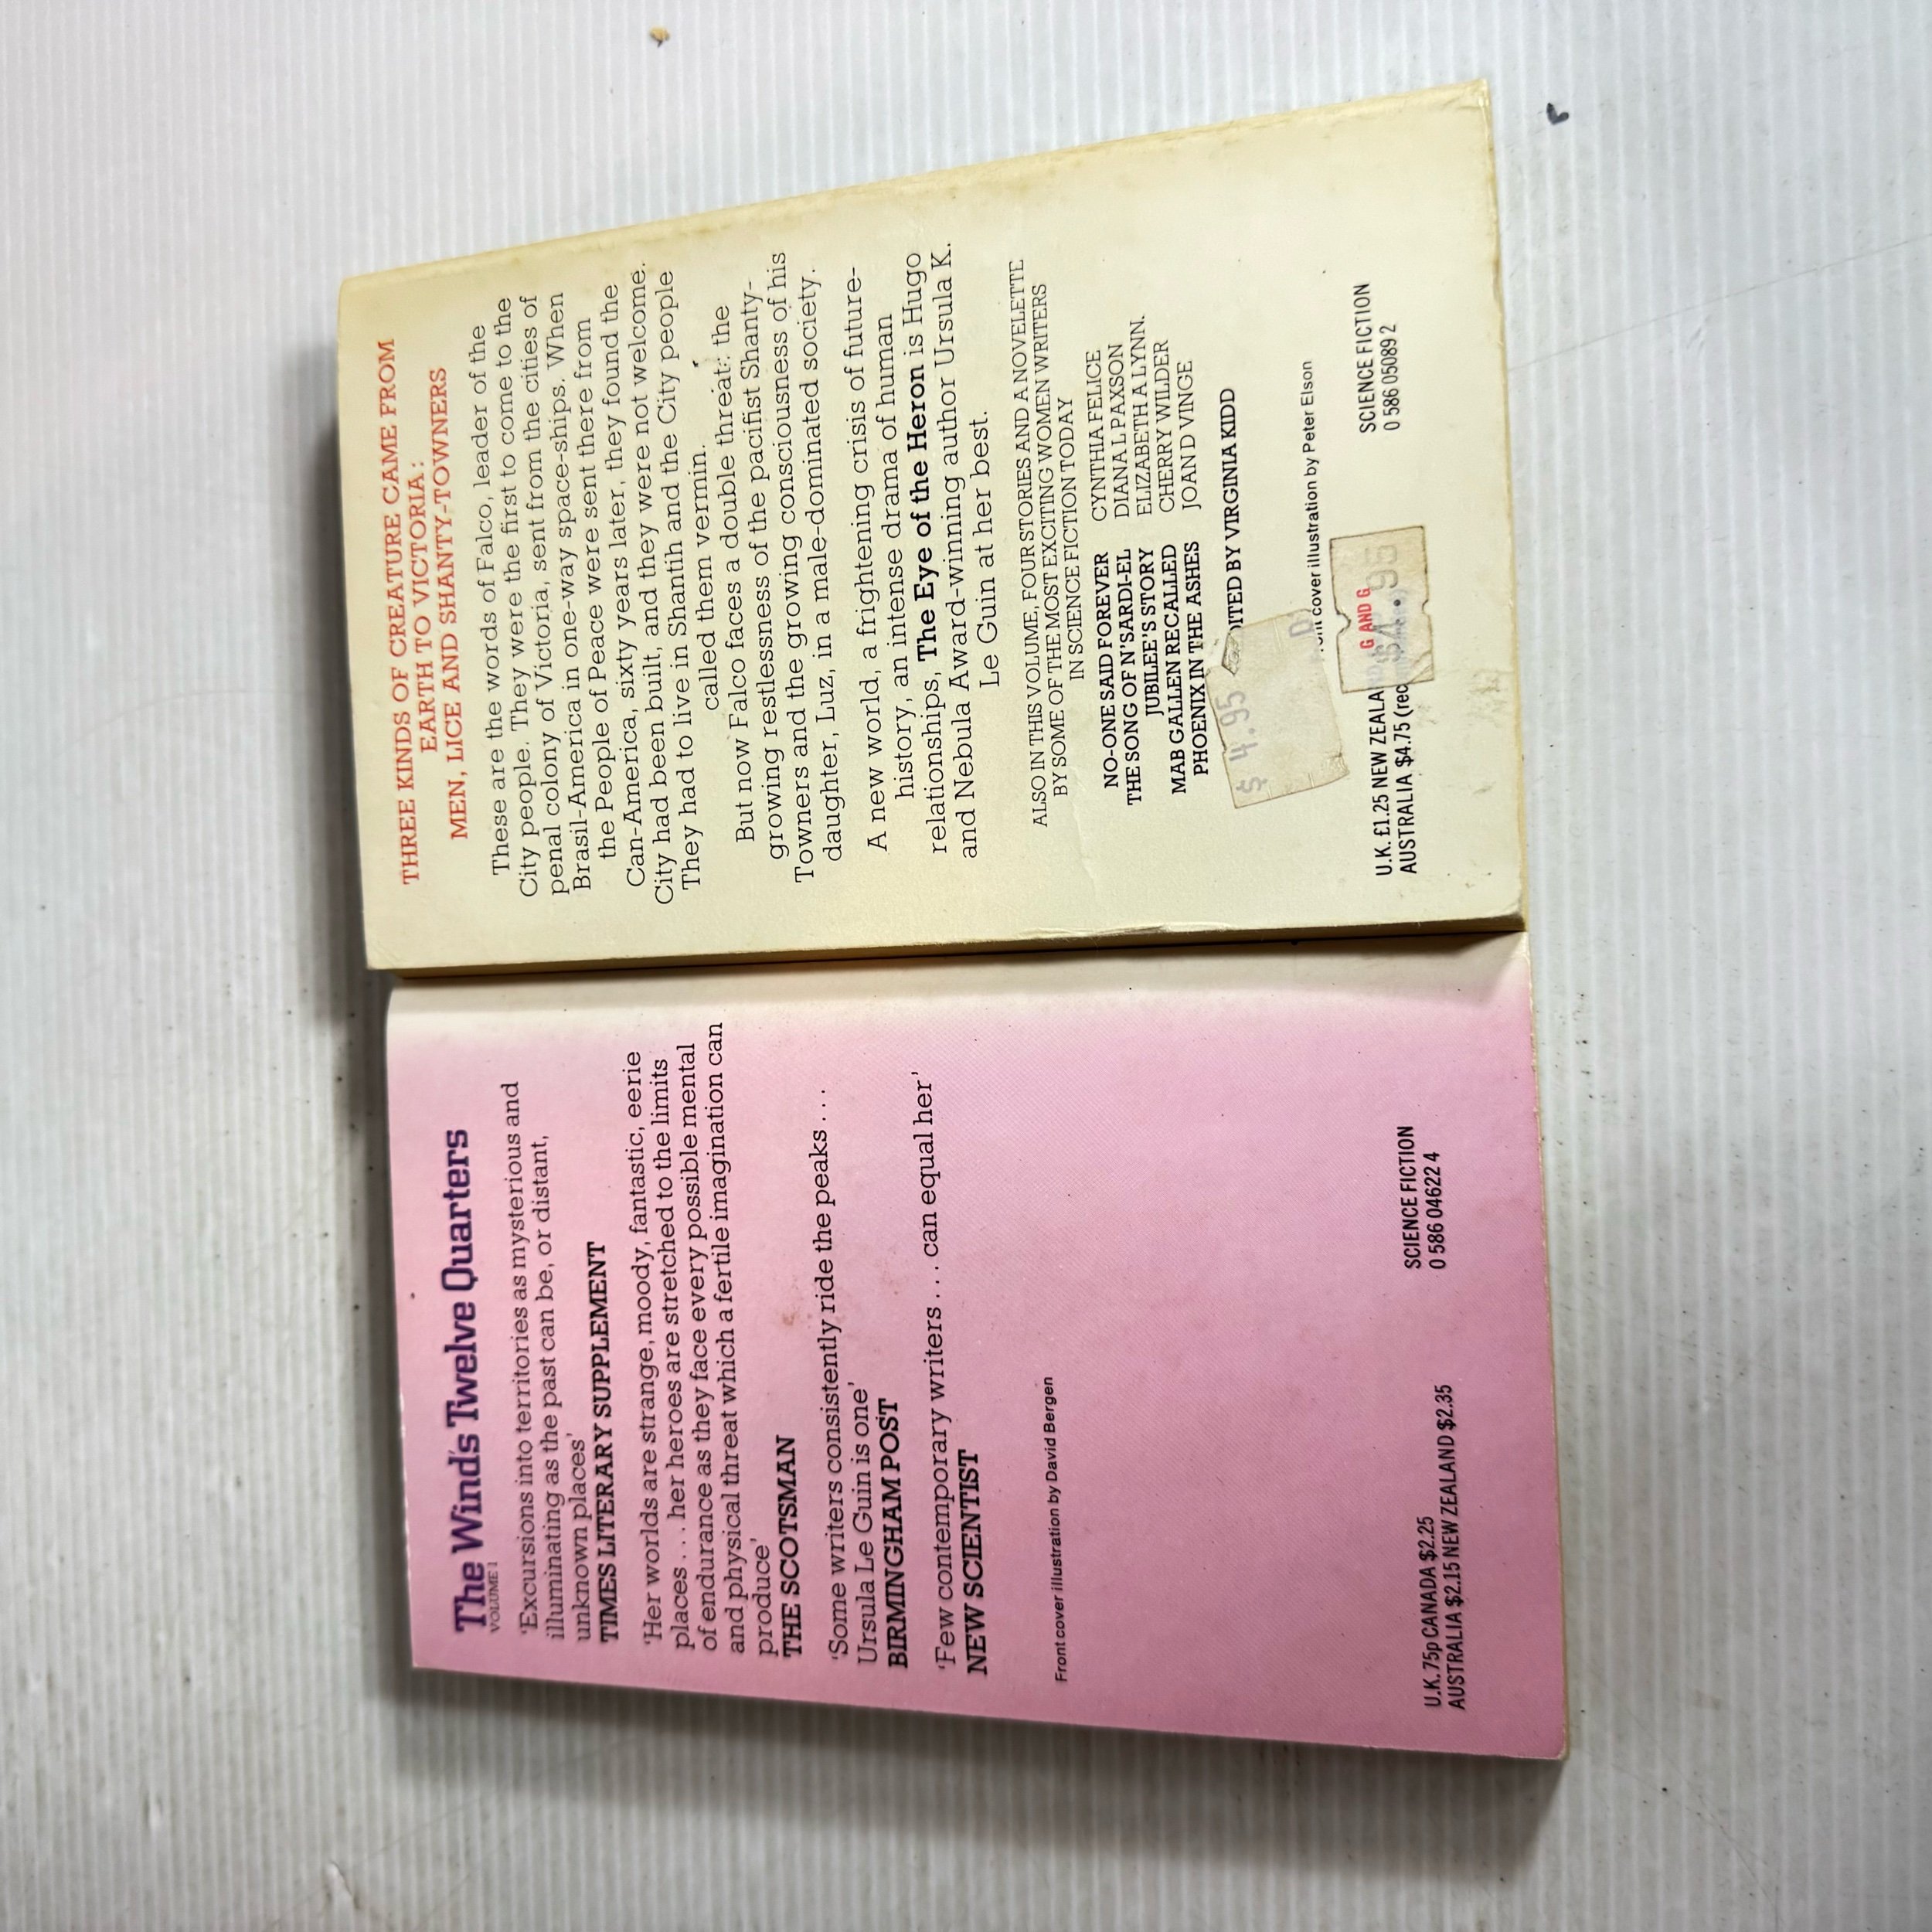 The Wind's Twelve Quarters
VOLUME 1
'Excursions into territories as mysterious and
illuminating as the past can be, or distant,
unknown places'
TIMES LITERARY SUPPLEMENT
'Her worlds are strange, moody, fantastic, eerie
places . . . her heroes are stretched to the limits
of endurance as they face every possible mental
and physical threat which a fertile imagination can
produce'
THE SCOTSMAN
'Some writers consistently ride the peaks . . . .
Ursula Le Guin is one'
BIRMINGHAM POST
'Few contemporary writers . . . can equal her'
NEW SCIENTIST
Front cover illustration by David Bergen
U.K. 75p CANADA $2.25
AUSTRALIA $2.15 NEW ZEALAND $2.35
SCIENCE FICTION
0 586 04622 4
THREE KINDS OF CREATURE CAME FROM
EARTH TO VICTORIA:
MEN, LICE AND SHANTY-TOWNERS
These are the words of Falco, leader of the
City people. They were the first to come to the
penal colony of Victoria, sent from the cities of
Brasil-America in one-way space-ships. When
the People of Peace were sent there from
Can-America, sixty years later, they found the
City had been built, and they were not welcome.
They had to live in Shantih and the City people
called them vermin.
But now Falco faces a double threat: the
growing restlessness of the pacifist Shanty-
Towners and the growing consciousness of his
daughter, Luz, in a male-dominated society.
A new world, a frightening crisis of future-
history, an intense drama of human
relationships, The Eye of the Heron is Hugo
and Nebula Award-winning author Ursula K.
Le Guin at her best.
ALSO IN THIS VOLUME, FOUR STORIES AND A NOVELETTE
BY SOME OF THE MOST EXCITING WOMEN WRITERS
IN SCIENCE FICTION TODAY
NO-ONE SAID FOREVER CYNTHIA FELICE
THE SONG OF N'SARDI-EL DIANA L PAXSON
JUBILEE'S STORY ELIZABETH A LYNN.
MAB GALLEN RECALLED CHERRY WILDER
PHOENIX IN THE ASHES JOAN D VINGE
DITED BY VIRGINIA KIDD
$ 4.95
D
ont cover illustration by Peter Elson
G AND G
$4.95
U.K. £1.25 NEW ZEALA
AUSTRALIA $4.75 (rec
SCIENCE FICTION
0 586 05089 2